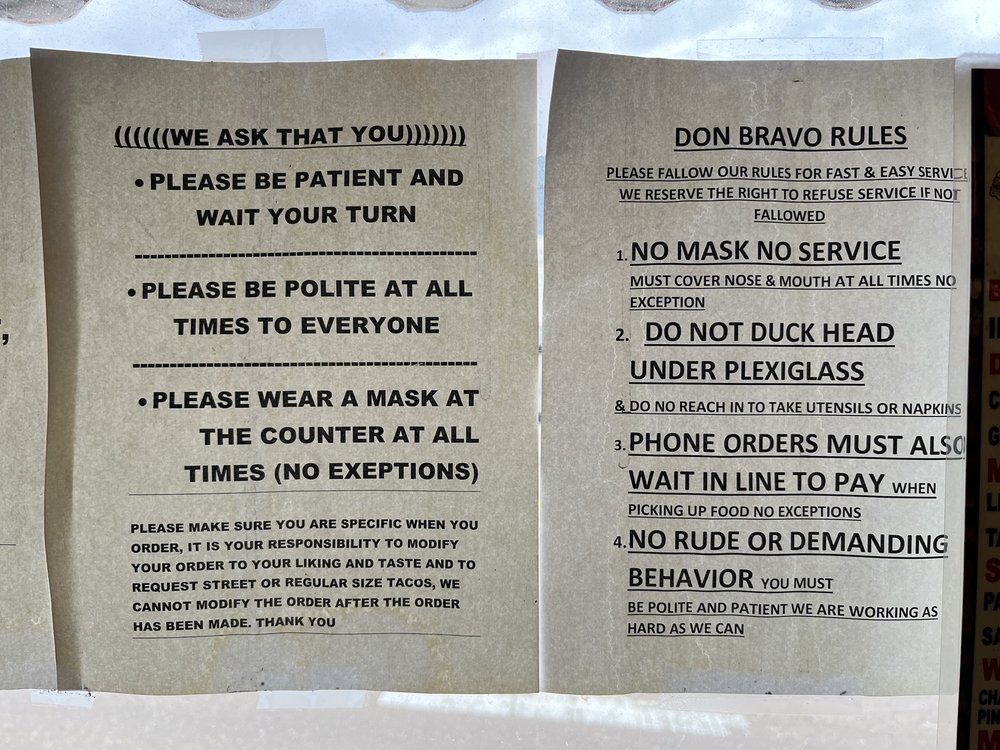 ((((((WE ASK THAT YOU)))))))
• PLEASE BE PATIENT AND
WAIT YOUR TURN
• PLEASE BE POLITE AT ALL
TIMES TO EVERYONE
• PLEASE WEAR A MASK AT
THE COUNTER AT ALL
TIMES (NO EXEPTIONS)
PLEASE MAKE SURE YOU ARE SPECIFIC WHEN YOU
ORDER, IT IS YOUR RESPONSIBILITY TO MODIFY
YOUR ORDER TO YOUR LIKING AND TASTE AND TO
REQUEST STREET OR REGULAR SIZE TACOS, WE
CANNOT MODIFY THE ORDER AFTER THE ORDER
HAS BEEN MADE. THANK YOU
DON BRAVO RULES
PLEASE FALLOW OUR RULES FOR FAST & EASY SERVICE,
WE RESERVE THE RIGHT TO REFUSE SERVICE IF NOT
FALLOWED
1. NO MASK NO SERVICE
MUST COVER NOSE & MOUTH AT ALL TIMES NO
EXCEPTION
2. DO NOT DUCK HEAD
UNDER PLEXIGLASS
& DO NO REACH IN TO TAKE UTENSILS OR NAPKINS
3. PHONE ORDERS MUST ALSO
WAIT IN LINE TO PAY WHEN
PICKING UP FOOD NO EXCEPTIONS
4. NO RUDE OR DEMANDING
BEHAVIOR YOU MUST
BE POLITE AND PATIENT WE ARE WORKING AS
HARD AS WE CAN